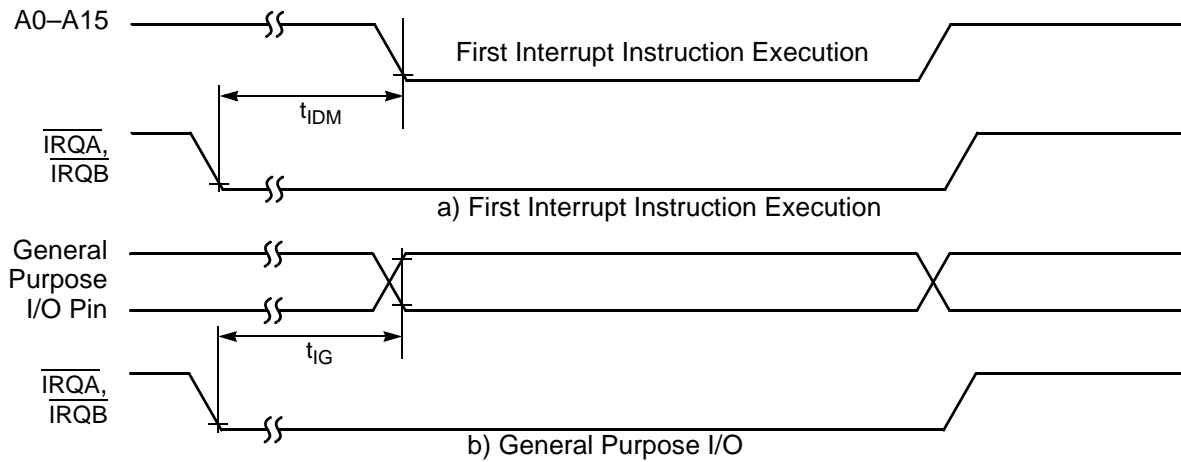 A0–A15
First Interrupt Instruction Execution
tIDM
IRQA,
IRQB
a) First Interrupt Instruction Execution
General
Purpose
I/O Pin
tIG
IRQA,
IRQB
b) General Purpose I/O